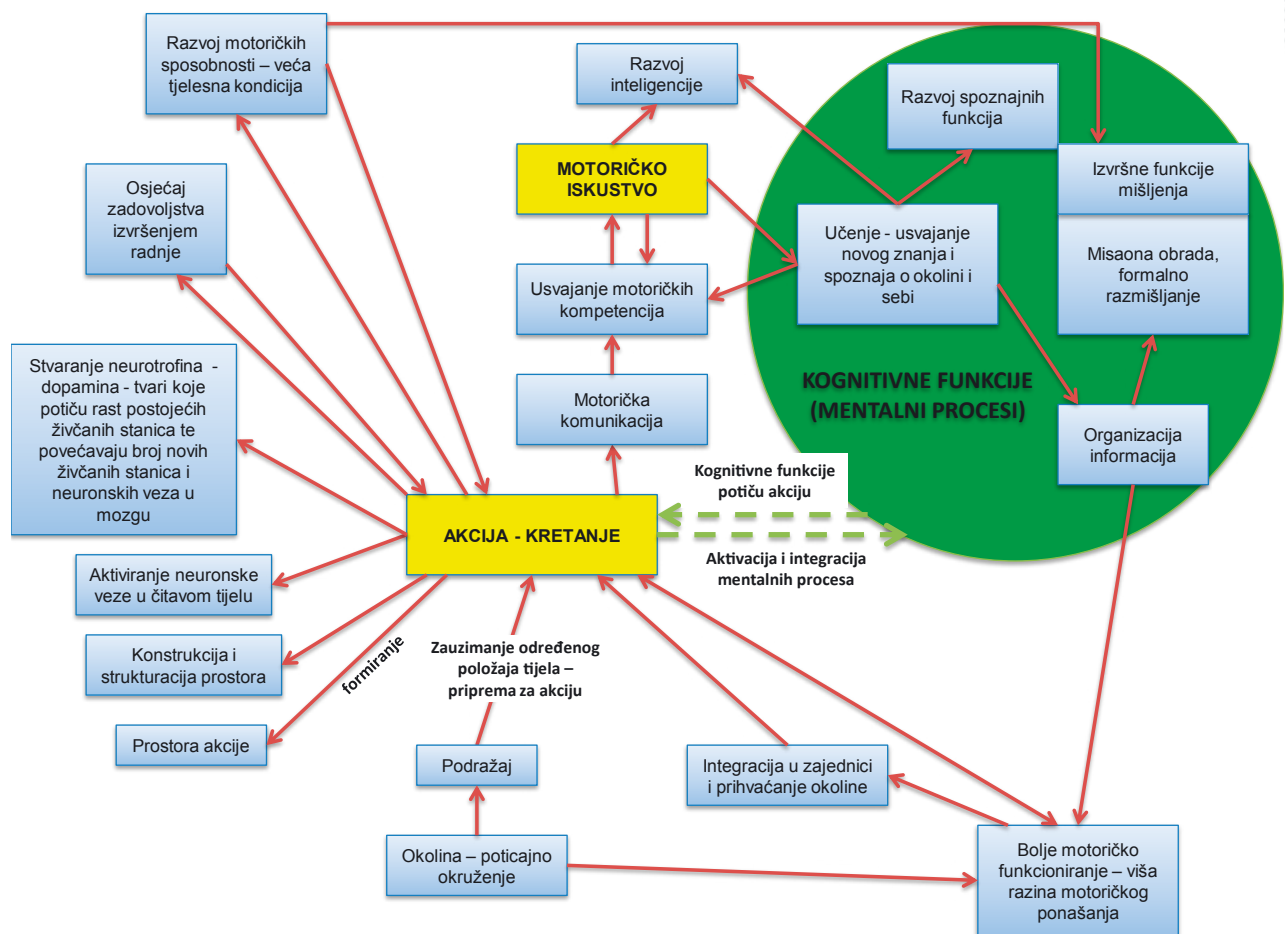 Razvoj motoričkih
sposobnosti – veća
tjelesna kondicija
Razvoj
inteligencije
Razvoj spoznajnih
funkcija
MOTORIČKO
ISKUSTVO
Izvršne funkcije
mišljenja
Osjećaj
zadovoljstva
izvršenjem
radnje
Učenje - usvajanje
novog znanja i
spoznaja o okolini i
sebi
Misaona obrada,
formalno
razmišljanje
Usvajanje motoričkih
kompetencija
Stvaranje neurotrofina -
dopamina - tvari koje
potiču rast postojećih
živčanih stanica te
povećavaju broj novih
živčanih stanica i
neuronskih veza u
mozgu
KOGNITIVNE FUNKCIJE
(MENTALNI PROCESI)
Motorička
komunikacija
Organizacija
informacija
Kognitivne funkcije
potiču akciju
AKCIJA - KRETANJE
Aktivacija i integracija
mentalnih procesa
Aktiviranje neuronske
veze u čitavom tijelu
Konstrukcija i
strukturacija prostora
formiranje
Zauzimanje određenog
položaja tijela –
priprema za akciju
Prostora akcije
Podražaj
Integracija u zajednici
i prihvaćanje okoline
Okolina – poticajno
okruženje
Bolje motoričko
funkcioniranje – viša
razina motoričkog
ponašanja